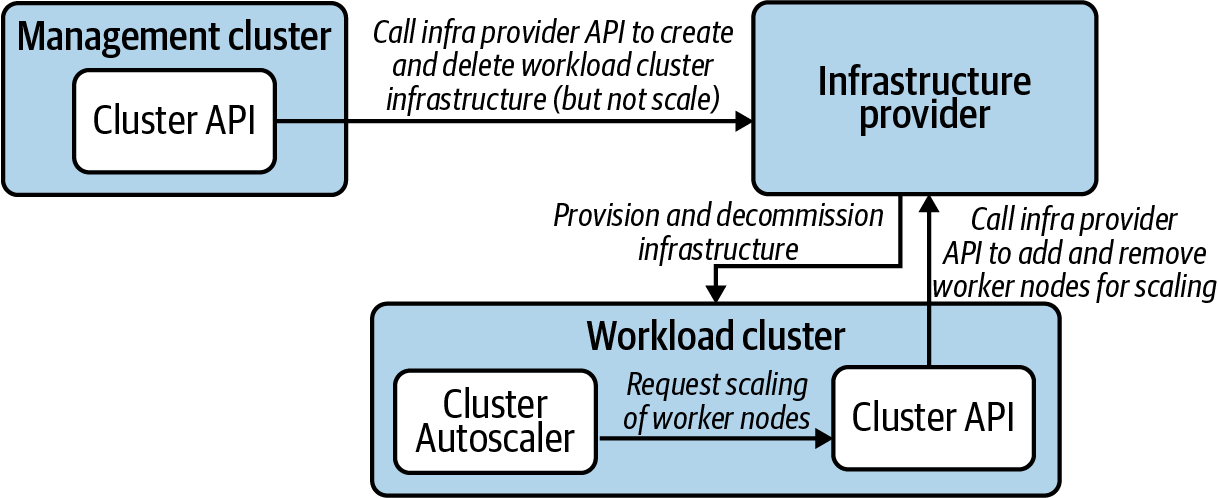 Management cluster
Cluster API
Call infra provider API to create
and delete workload cluster
infrastructure (but not scale)
Infrastructure
provider
Provision and decommission
infrastructure
Call infra provider
API to add and remove
worker nodes for scaling
Workload cluster
Cluster
Autoscaler
Request scaling
of worker nodes
Cluster API